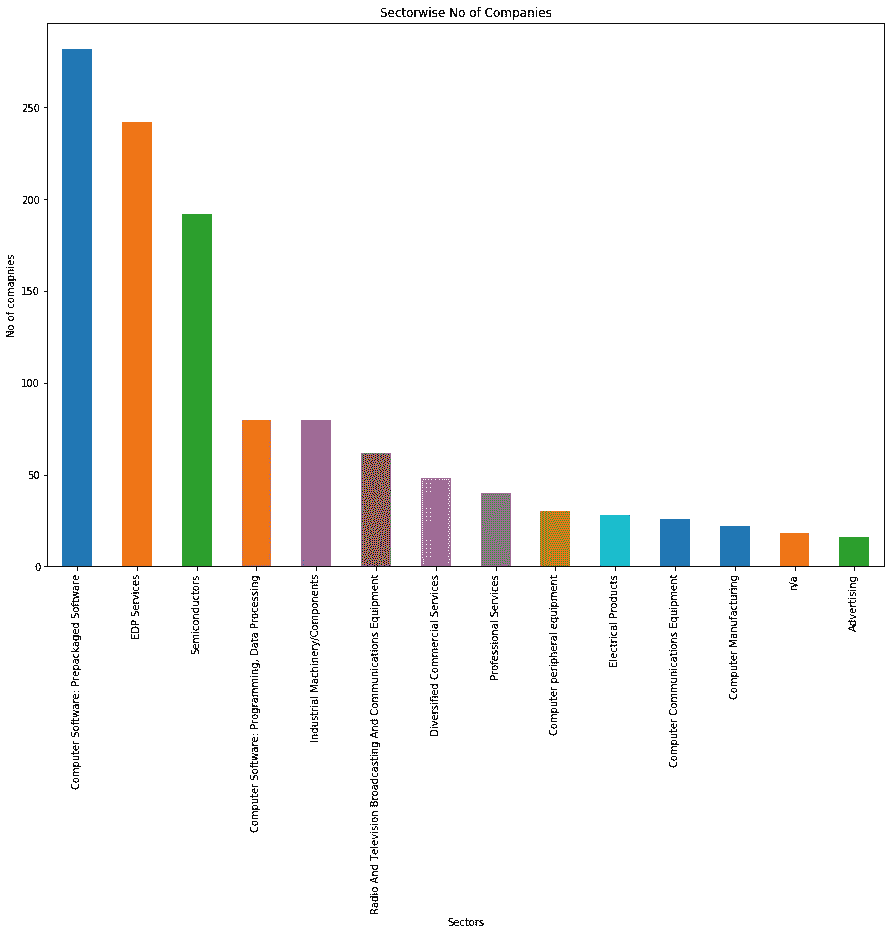 Sectorwise No of Companies
No of comapnies
250
200
150
100
50
0
Computer Software: Prepackaged Software
EDP Services
Semiconductors
Computer Software: Programming, Data Processing
Industrial Machinery/Components
Radio And Television Broadcasting And Communications Equipment
Diversified Commercial Services
Professional Services
Computer peripheral equipment
Electrical Products
Computer Communications Equipment
Computer Manufacturing
n/a
Advertising
Sectors